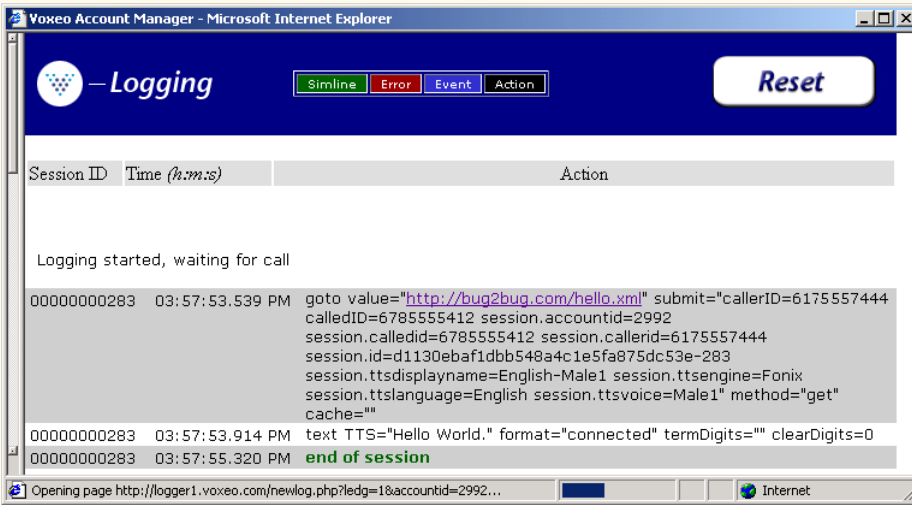 Voxeo Account Manager - Microsoft Internet Explorer
–Logging
Simline Error Event Action
Reset
Session ID Time (h:m:s) Action
Logging started, waiting for call
00000000283 03:57:53.539 PM goto value="http://bug2bug.com/hello.xml" submit="callerID=6175557444
calledID=6785555412 session.accountid=2992
session.calledid=6785555412 session.callerid=6175557444
session.id=d1130ebaf1dbb548a4c1e5fa875dc53e-283
session.ttsdisplayname=English-Male1 session.ttsengine=Fonix
session.ttslanguage=English session.ttsvoice=Male1" method="get"
cache=""
00000000283 03:57:53.914 PM text TTS="Hello World." format="connected" termDigits="" clearDigits=0
00000000283 03:57:55.320 PM end of session
Opening page http://logger1.voxeo.com/newlog.php?ledg=1&accountid=2992... Internet